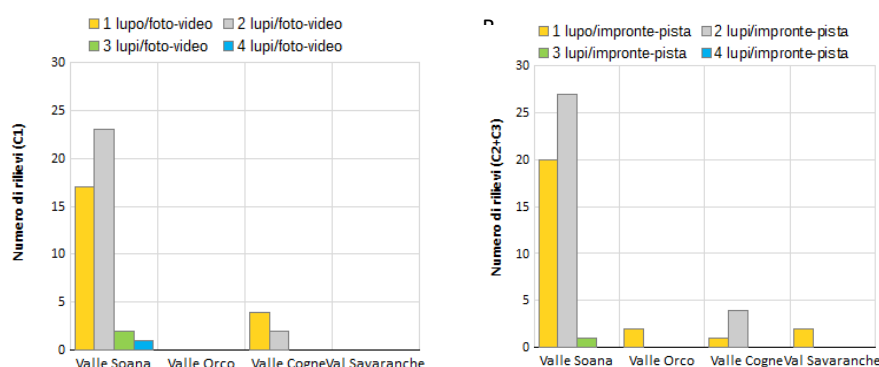 1 lupo/foto-video 2 lupi/foto-video
3 lupi/foto-video 4 lupi/foto-video
Numero di rilievi (C1)
30
25
20
15
10
5
0
Valle Soana Valle Orco Valle Cogne Val Savaranche
1 lupo/impronte-pista 2 lupi/impronte-pista
3 lupi/impronte-pista 4 lupi/impronte-pista
Numero di rilievi (C2+C3)
30
25
20
15
10
5
0
Valle Soana Valle Orco Valle Cogne Val Savaranche